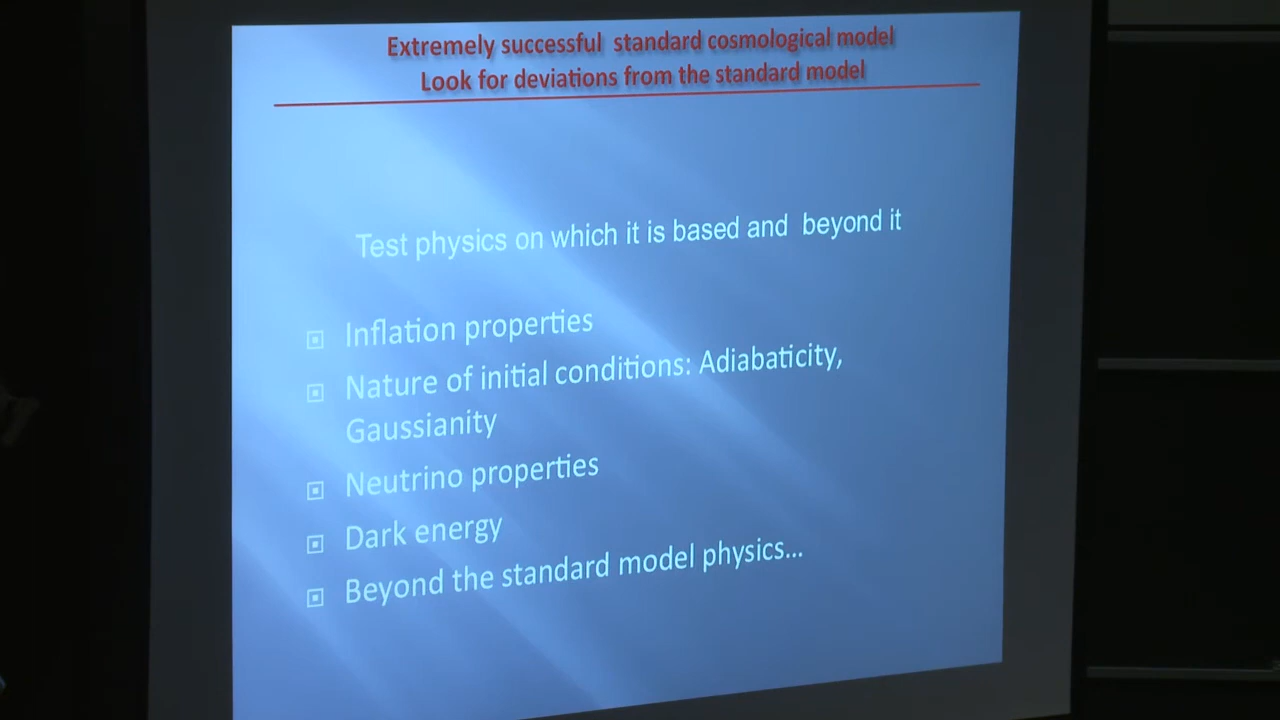 Extremely successful standard cosmological model
Look for deviations from the standard model
Test physics on which it is based and beyond it
Inflation properties
Nature of initial conditions: Adiabaticity,
Gaussianity
Neutrino properties
Dark energy
Beyond the standard model physics...